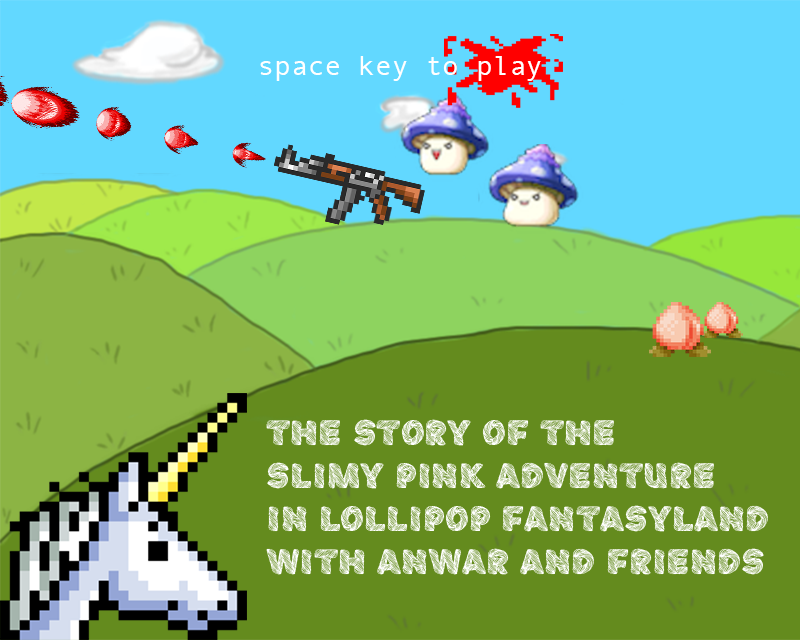 space key to play
THE STORY OF THE
SLIMY PINK ADVENTURE
IN LOLLIPOP FANTASYLAND
WITH ANWAR AND FRIENDS